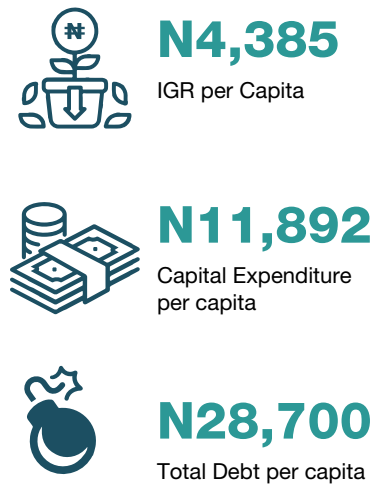 ₦
N4,385
IGR per Capita
N11,892
Capital Expenditure
per capita
N28,700
Total Debt per capita